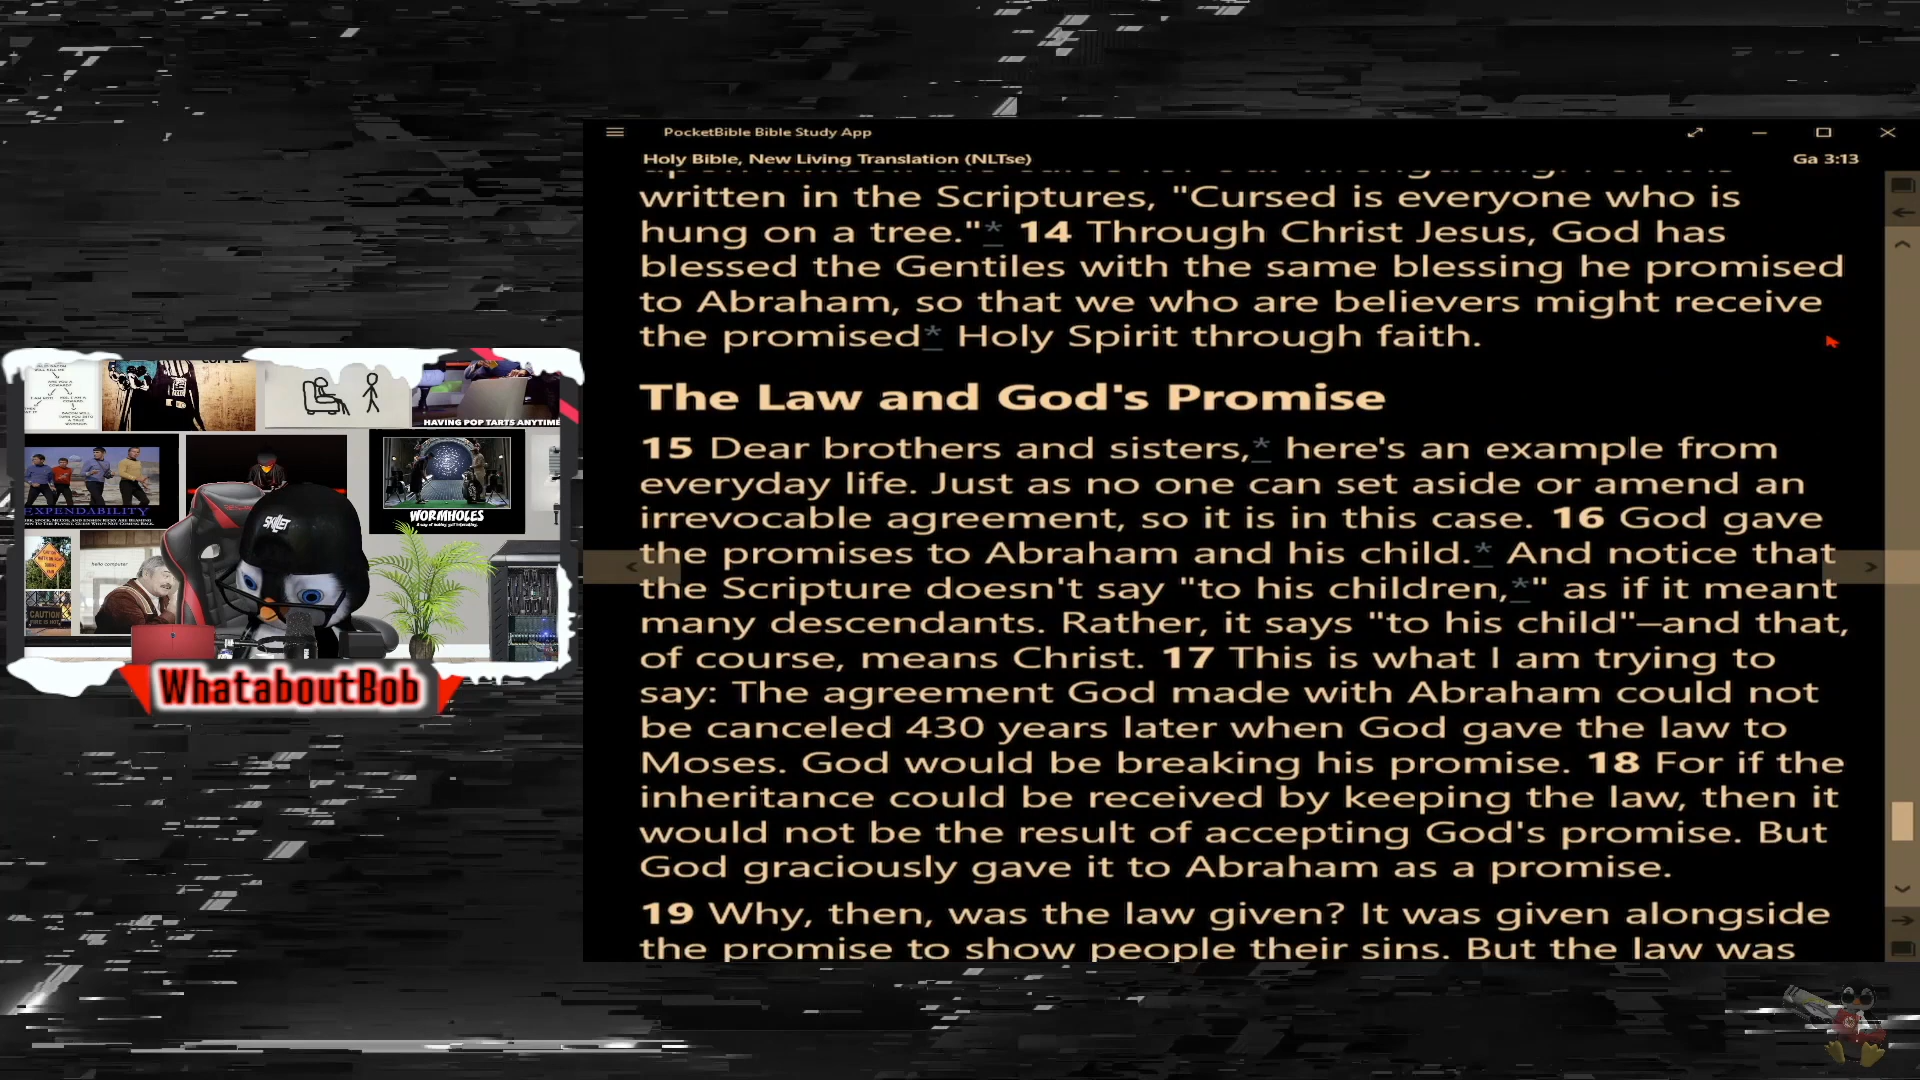 PocketBible Bible Study App
Holy Bible, New Living Translation (NLTse)
Ga 3:13
written in the Scriptures, "Cursed is everyone who is
hung on a tree."* 14 Through Christ Jesus, God has
blessed the Gentiles with the same blessing he promised
to Abraham, so that we who are believers might receive
the promised* Holy Spirit through faith.
The Law and God's Promise
15 Dear brothers and sisters,* here's an example from
everyday life. Just as no one can set aside or amend an
irrevocable agreement, so it is in this case. 16 God gave
the promises to Abraham and his child.* And notice that
the Scripture doesn't say "to his children,*" as if it meant
many descendants. Rather, it says "to his child"—and that,
of course, means Christ. 17 This is what I am trying to
say: The agreement God made with Abraham could not
be canceled 430 years later when God gave the law to
Moses. God would be breaking his promise. 18 For if the
inheritance could be received by keeping the law, then it
would not be the result of accepting God's promise. But
God graciously gave it to Abraham as a promise.
19 Why, then, was the law given? It was given alongside
the promise to show people their sins. But the law was
HAVING POP TARTS ANYTIME
EXPENDABILITY
WORMHOLES
hello computer
CAUTION
SKILLET
WhataboutBob